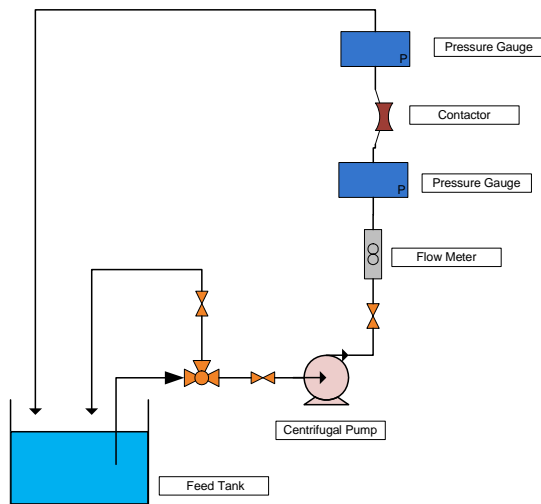 Pressure Gauge
P
Contactor
P
Pressure Gauge
Flow Meter
Centrifugal Pump
Feed Tank